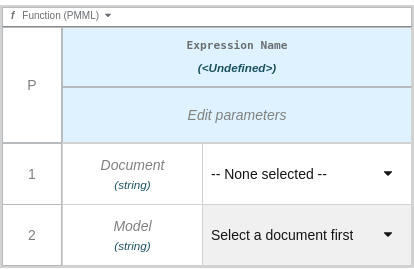 f Function (PMML)
Expression Name
(<Undefined>)
P
Edit parameters
1
Document
(string)
-- None selected --
2
Model
(string)
Select a document first